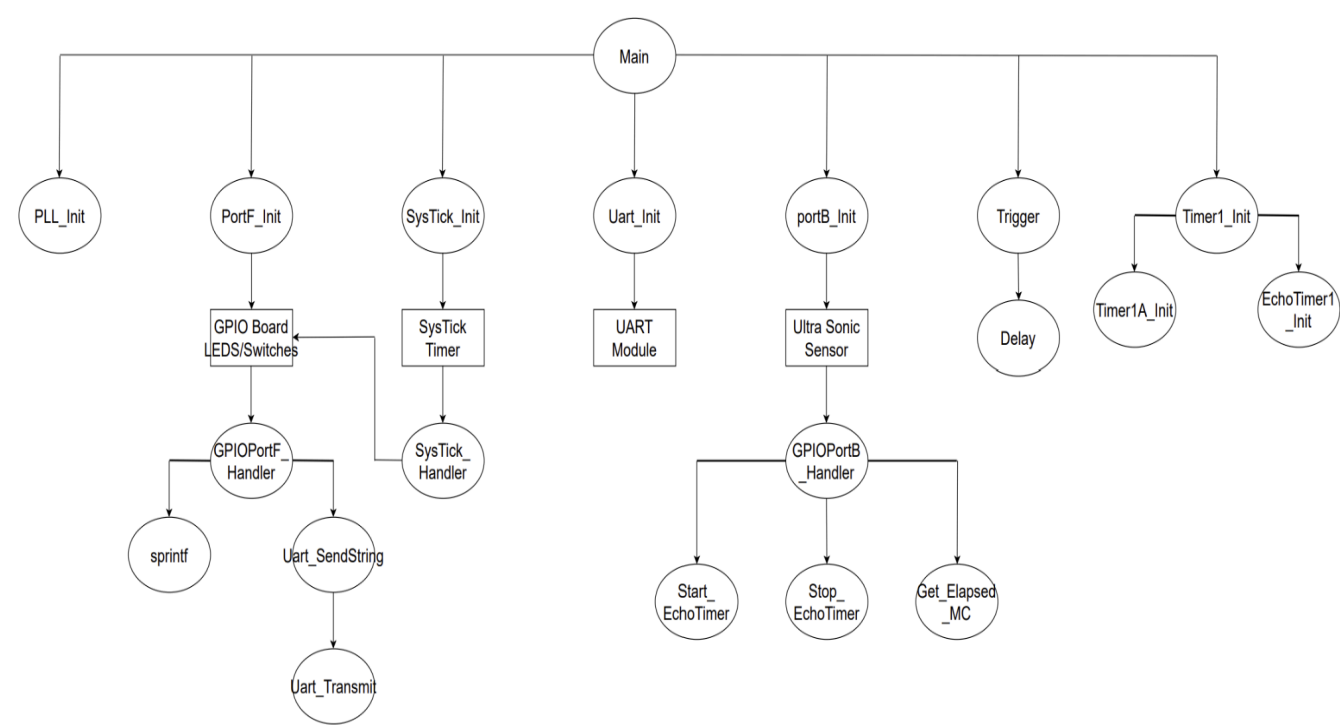 Main
PLL_Init
PortF_Init
SysTick_Init
Uart_Init
portB_Init
Trigger
Timer1_Init
GPIO Board
LEDS/Switches
SysTick
Timer
UART
Module
Ultra Sonic
Sensor
Delay
Timer1A_Init
EchoTimer1
_Init
GPIOPortF_
Handler
SysTick_
Handler
GPIOPortB
_Handler
sprintf
Uart_SendString
Start_
EchoTimer
Stop_
EchoTimer
Get_Elapsed
_MC
Uart_Transmit